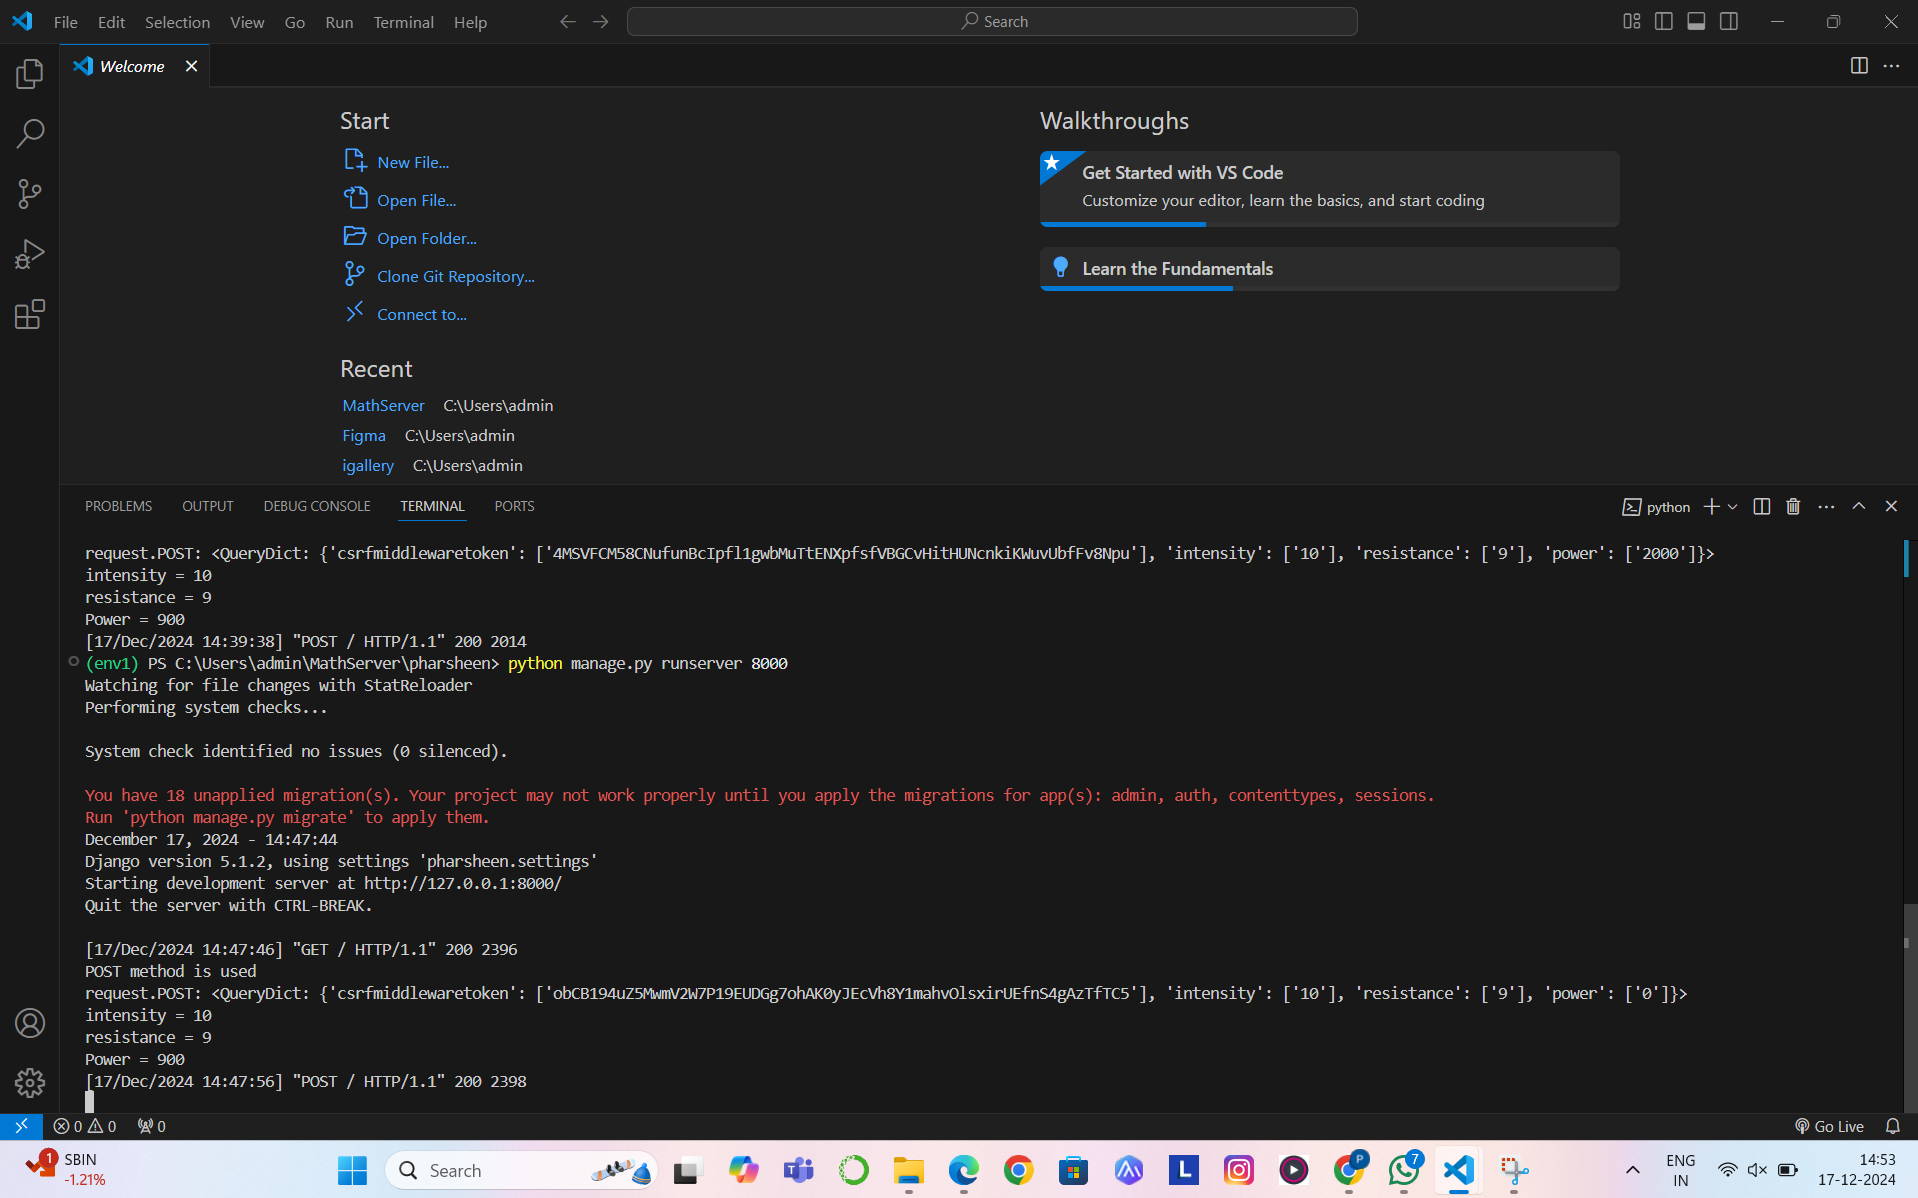 File Edit Selection View Go Run Terminal Help
Search
Welcome
Start
New File...
Open File...
Open Folder...
Clone Git Repository...
Connect to...
Recent
MathServer C:\Users\admin
Figma C:\Users\admin
igallery C:\Users\admin
Walkthroughs
Get Started with VS Code
Customize your editor, learn the basics, and start coding
Learn the Fundamentals
PROBLEMS OUTPUT DEBUG CONSOLE TERMINAL PORTS
python
request.POST: <QueryDict: {'csrfmiddlewaretoken': ['4MSVFCM58CNufunBcIpfl1gwbMuTtENXpfsfVBGCvHitHUNcnkiKWuvUbfFv8Npu'], 'intensity': ['10'], 'resistance': ['9'], 'power': ['2000']}>
intensity = 10
resistance = 9
Power = 900
[17/Dec/2024 14:39:38] "POST / HTTP/1.1" 200 2014
(env1) PS C:\Users\admin\MathServer\pharsheen> python manage.py runserver 8000
Watching for file changes with StatReloader
Performing system checks...
System check identified no issues (0 silenced).
You have 18 unapplied migration(s). Your project may not work properly until you apply the migrations for app(s): admin, auth, contenttypes, sessions.
Run 'python manage.py migrate' to apply them.
December 17, 2024 - 14:47:44
Django version 5.1.2, using settings 'pharsheen.settings'
Starting development server at http://127.0.0.1:8000/
Quit the server with CTRL-BREAK.
[17/Dec/2024 14:47:46] "GET / HTTP/1.1" 200 2396
POST method is used
request.POST: <QueryDict: {'csrfmiddlewaretoken': ['obCB194uZ5MwmV2W7P19EUDGg7ohAK0yJEcVh8Y1mahvOlsxirUEfnS4gAzTfTC5'], 'intensity': ['10'], 'resistance': ['9'], 'power': ['0']}>
intensity = 10
resistance = 9
Power = 900
[17/Dec/2024 14:47:56] "POST / HTTP/1.1" 200 2398
0 0 0
Go Live
1
SBIN
-1.21%
Search
L
P
7
ENG
IN
14:53
17-12-2024